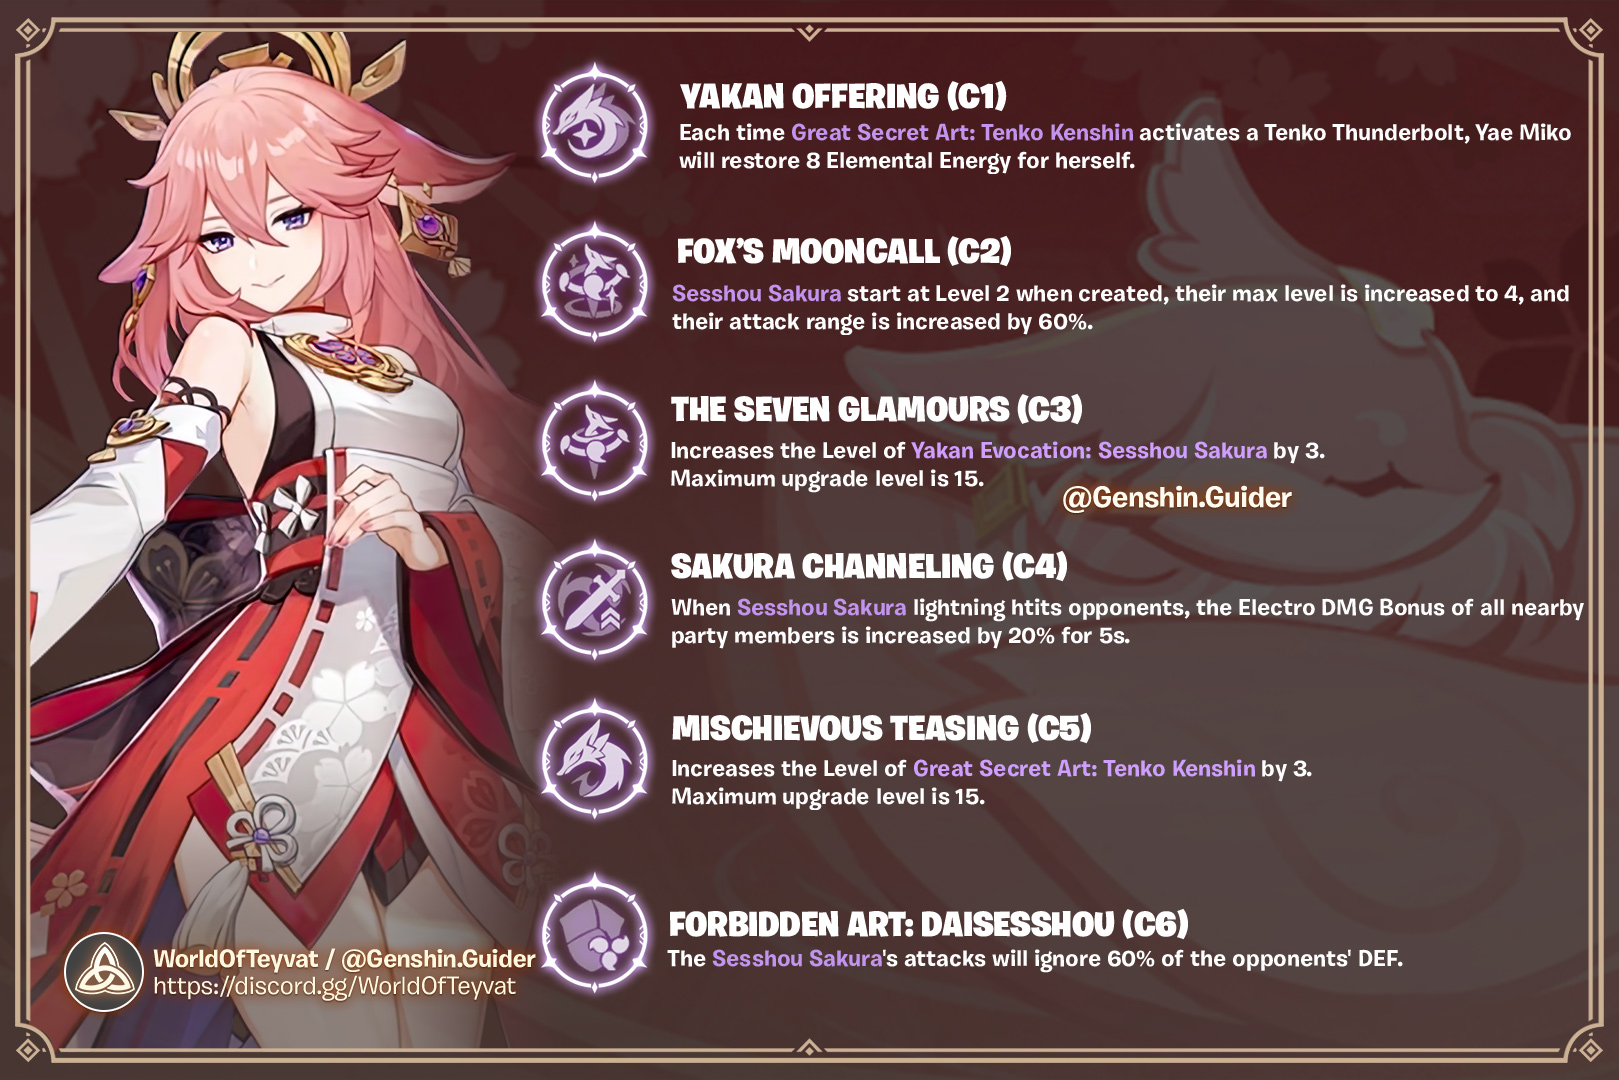 YAKAN OFFERING (C1)
Each time Great Secret Art: Tenko Kenshin activates a Tenko Thunderbolt, Yae Miko
will restore 8 Elemental Energy for herself.
FOX'S MOONCALL (C2)
Sesshou Sakura start at Level 2 when created, their max level is increased to 4, and
their attack range is increased by 60%.
THE SEVEN GLAMOURS (C3)
Increases the Level of Yakan Evocation: Sesshou Sakura by 3.
Maximum upgrade level is 15.
@Genshin.Guider
SAKURA CHANNELING (C4)
When Sesshou Sakura lightning htits opponents, the Electro DMG Bonus of all nearby
party members is increased by 20% for 5s.
MISCHIEVOUS TEASING (C5)
Increases the Level of Great Secret Art: Tenko Kenshin by 3.
Maximum upgrade level is 15.
FORBIDDEN ART: DAISESSHOU (C6)
The Sesshou Sakura's attacks will ignore 60% of the opponents' DEF.
WorldOfTeyvat / @Genshin.Guider
https://discord.gg/WorldOfTeyvat